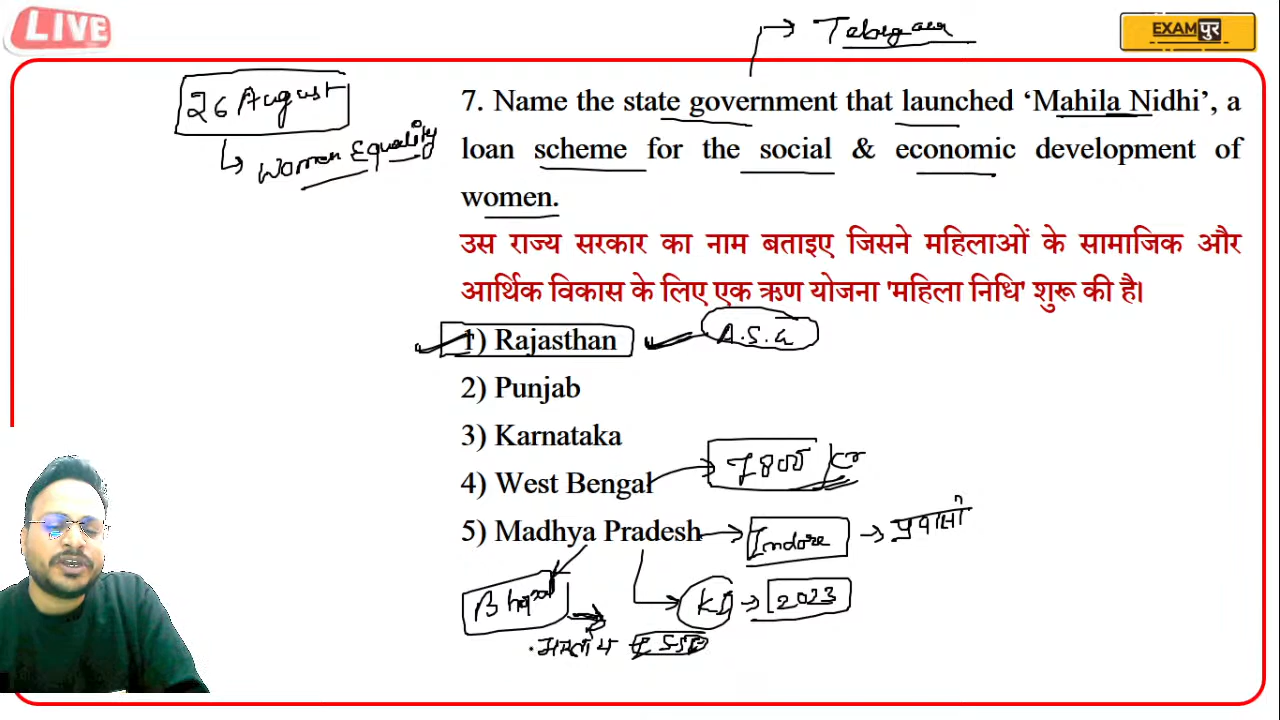 LIVE
EXAMपुर
26 August
Women Equality
7. Name the state government that launched ‘Mahila Nidhi’, a
loan scheme for the social & economic development of
women.
उस राज्य सरकार का नाम बताइए जिसने महिलाओं के सामाजिक और
आर्थिक विकास के लिए एक ऋण योजना 'महिला निधि' शुरू की है।
1) Rajasthan
A.S.G
2) Punjab
3) Karnataka
4) West Bengal
7800 Cr
5) Madhya Pradesh
Indore
प्रवासी
Bhopal
2023